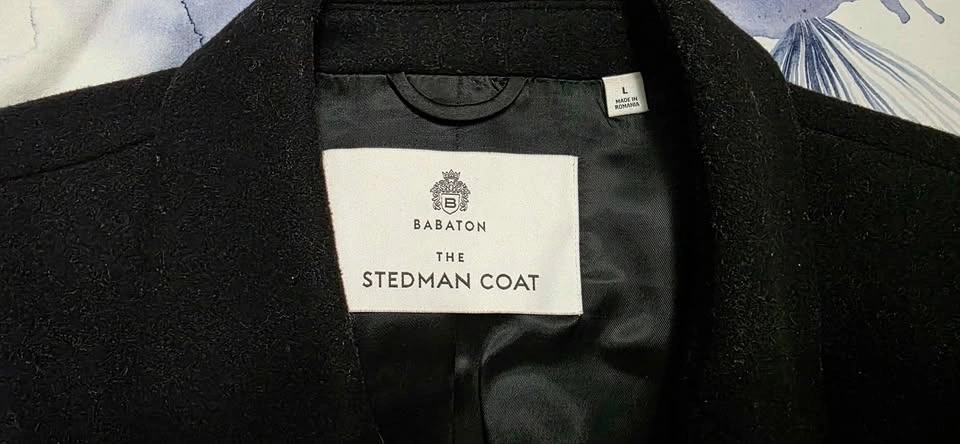 L
MADE IN
ROMANIA
B
BABATON
THE
STEDMAN COAT